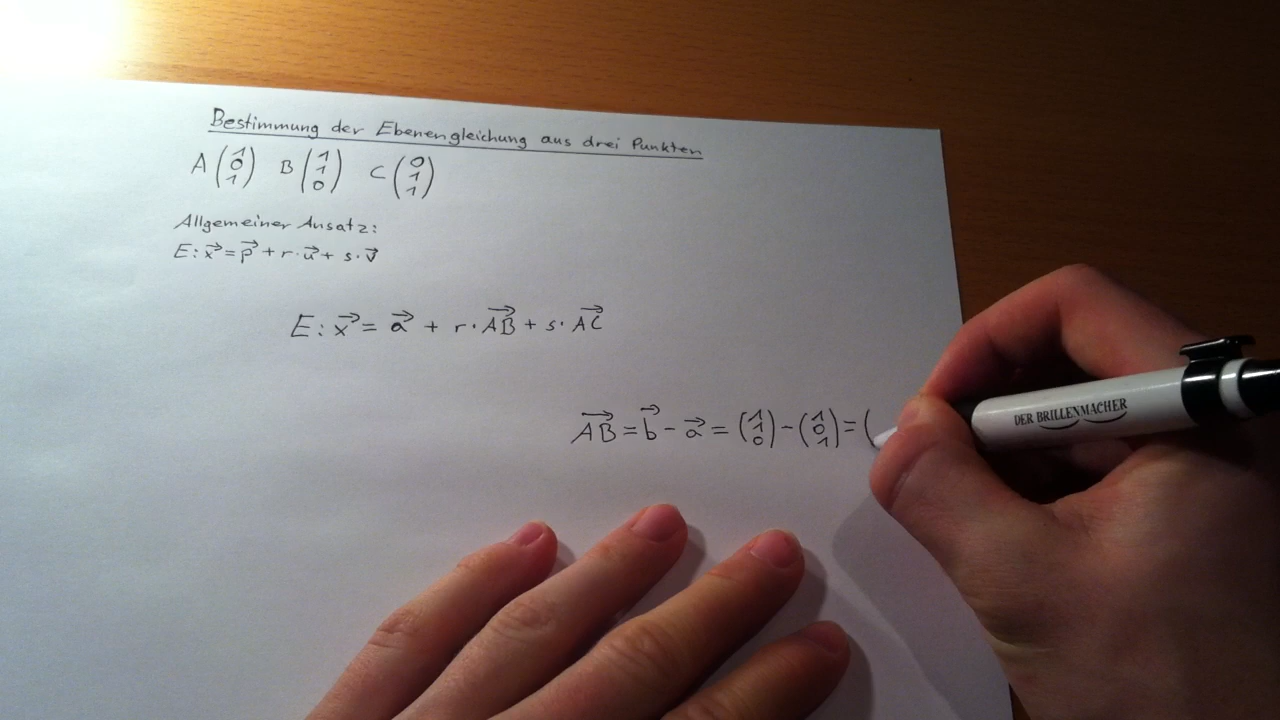 Bestimmung der Ebenengleichung aus drei Punkten
A (1 0 1) B (1 1 0) C (0 1 1)
Allgemeiner Ansatz:
E: x⃗ = p⃗ + r · u⃗ + s · v⃗
E: x⃗ = a⃗ + r · AB⃗ + s · AC⃗
AB⃗ = b⃗ - a⃗ = (1 1 0) - (1 0 1) = (
DER BRILLENMACHER